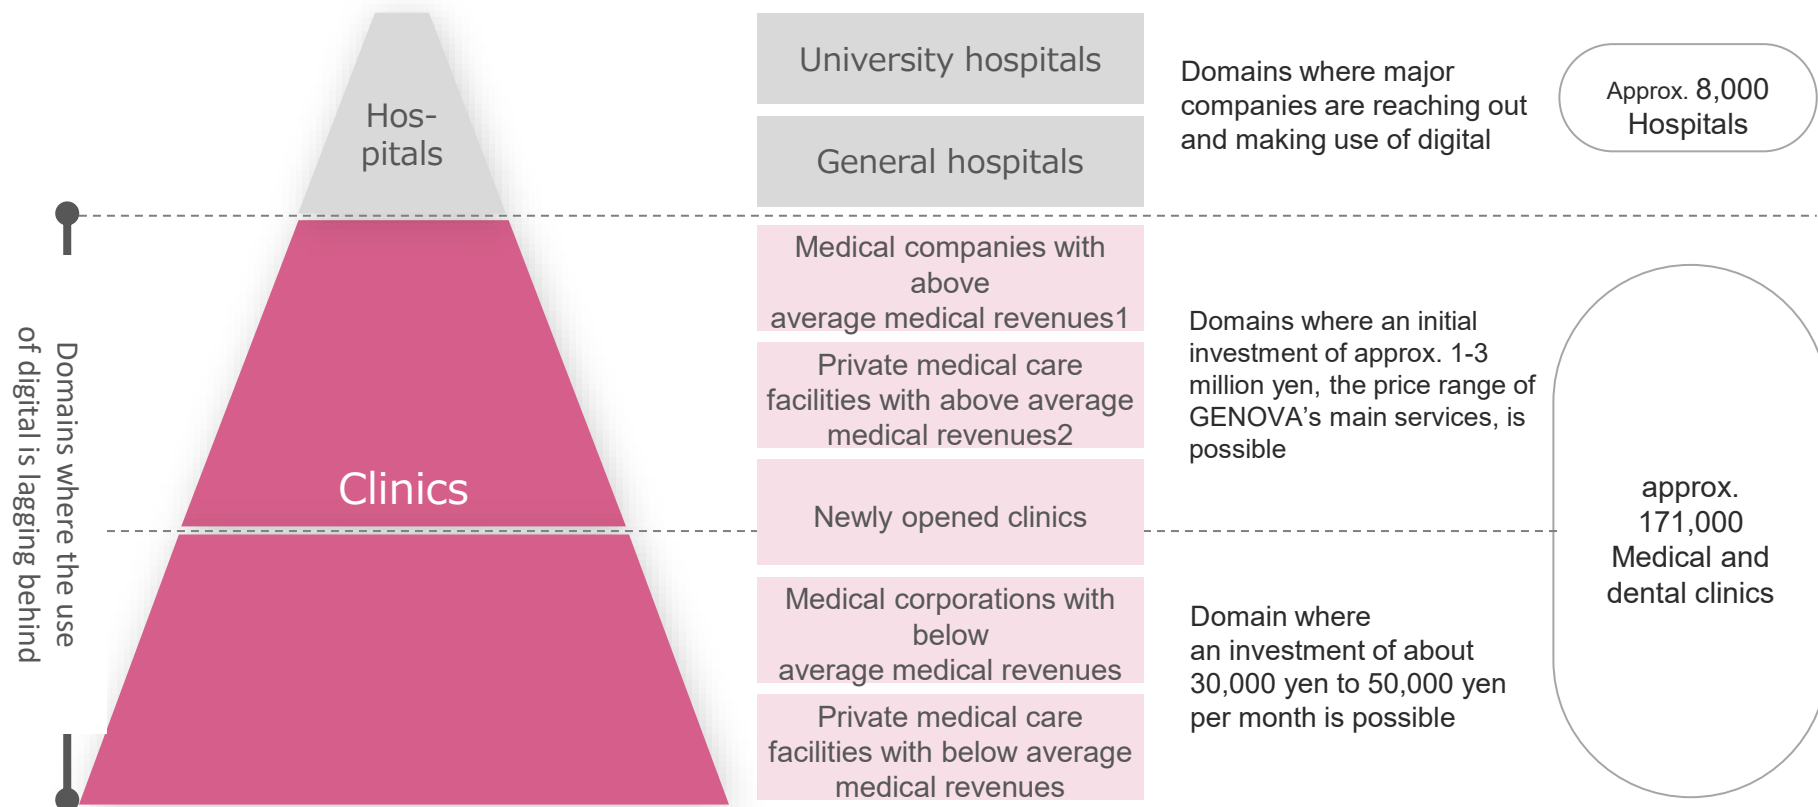 Hos-
pitals
Clinics
Domains where the use
of digital is lagging behind
University hospitals
General hospitals
Medical companies with
above
average medical revenues1
Private medical care
facilities with above average
medical revenues2
Newly opened clinics
Medical corporations with
below
average medical revenues
Private medical care
facilities with below average
medical revenues
Domains where major
companies are reaching out
and making use of digital
Domains where an initial
investment of approx. 1-3
million yen, the price range of
GENOVA’s main services, is
possible
Domain where
an investment of about
30,000 yen to 50,000 yen
per month is possible
Approx. 8,000
Hospitals
approx.
171,000
Medical and
dental clinics